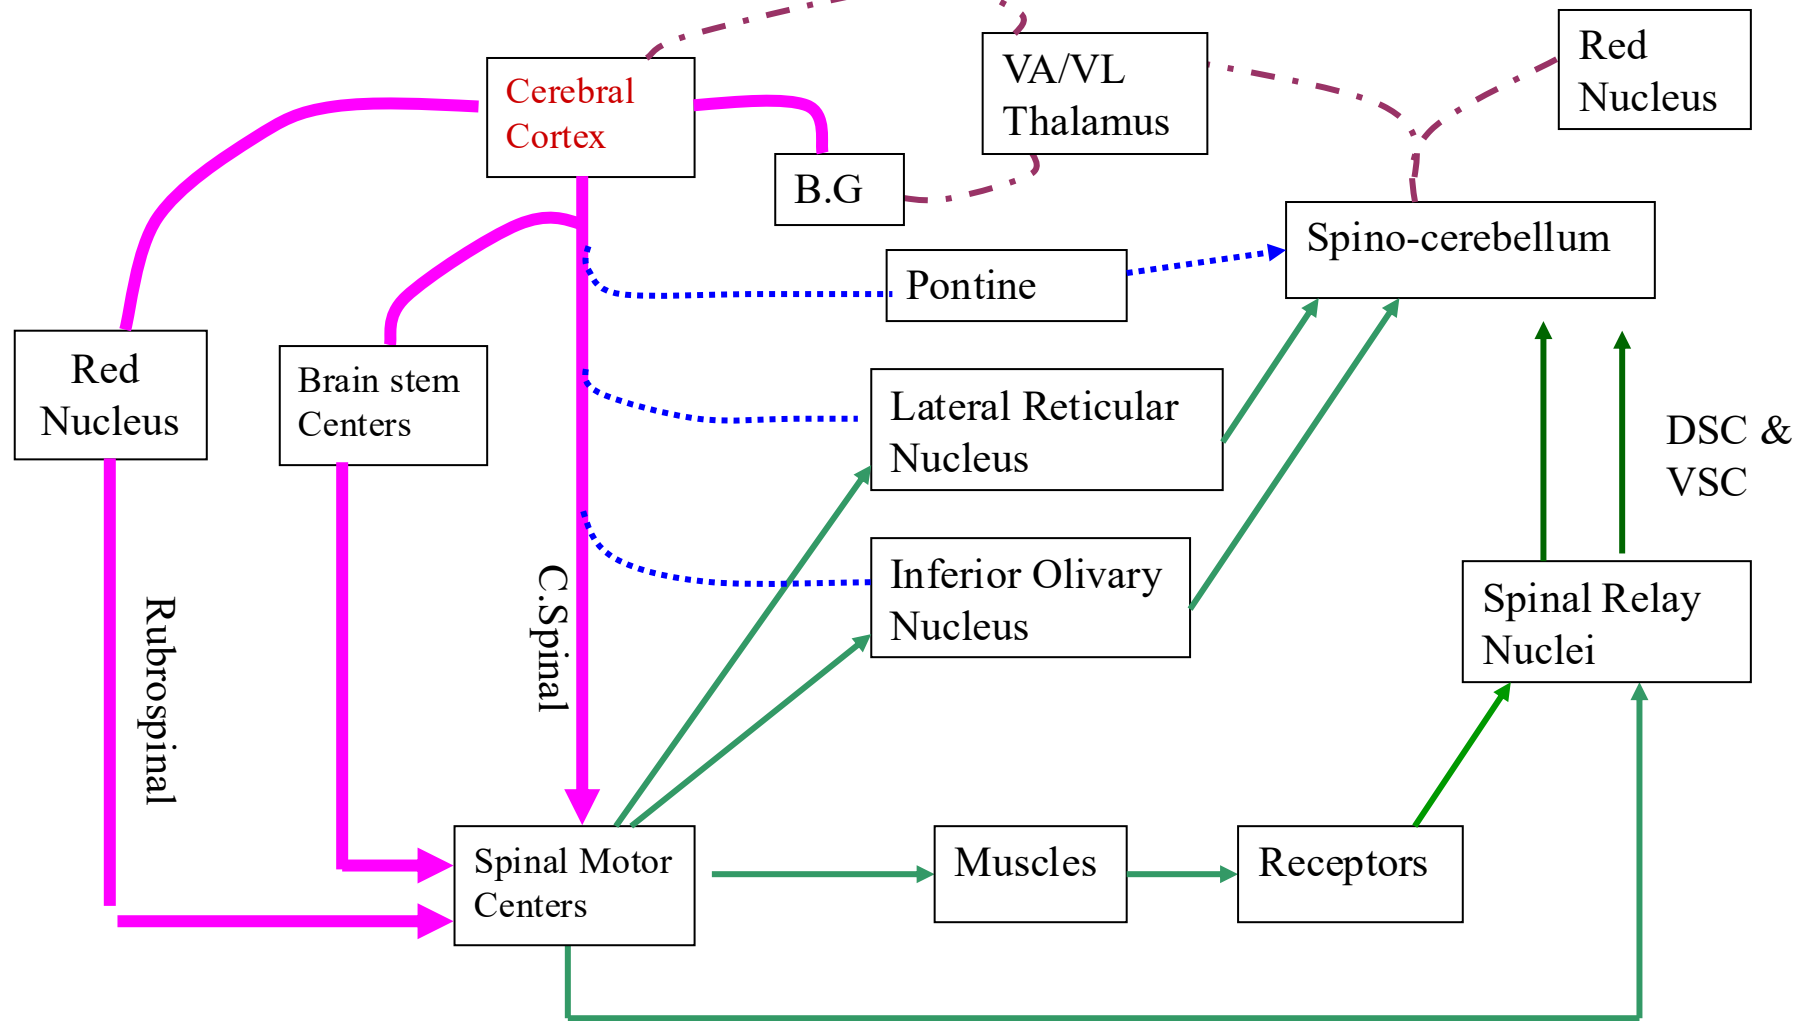 Cerebral
Cortex
VA/VL
Thalamus
Red
Nucleus
B.G
Spino-cerebellum
Pontine
Red
Nucleus
Brain stem
Centers
Lateral Reticular
Nucleus
DSC &
VSC
Inferior Olivary
Nucleus
Spinal Relay
Nuclei
C.Spinal
Rubrospinal
Spinal Motor
Centers
Muscles
Receptors